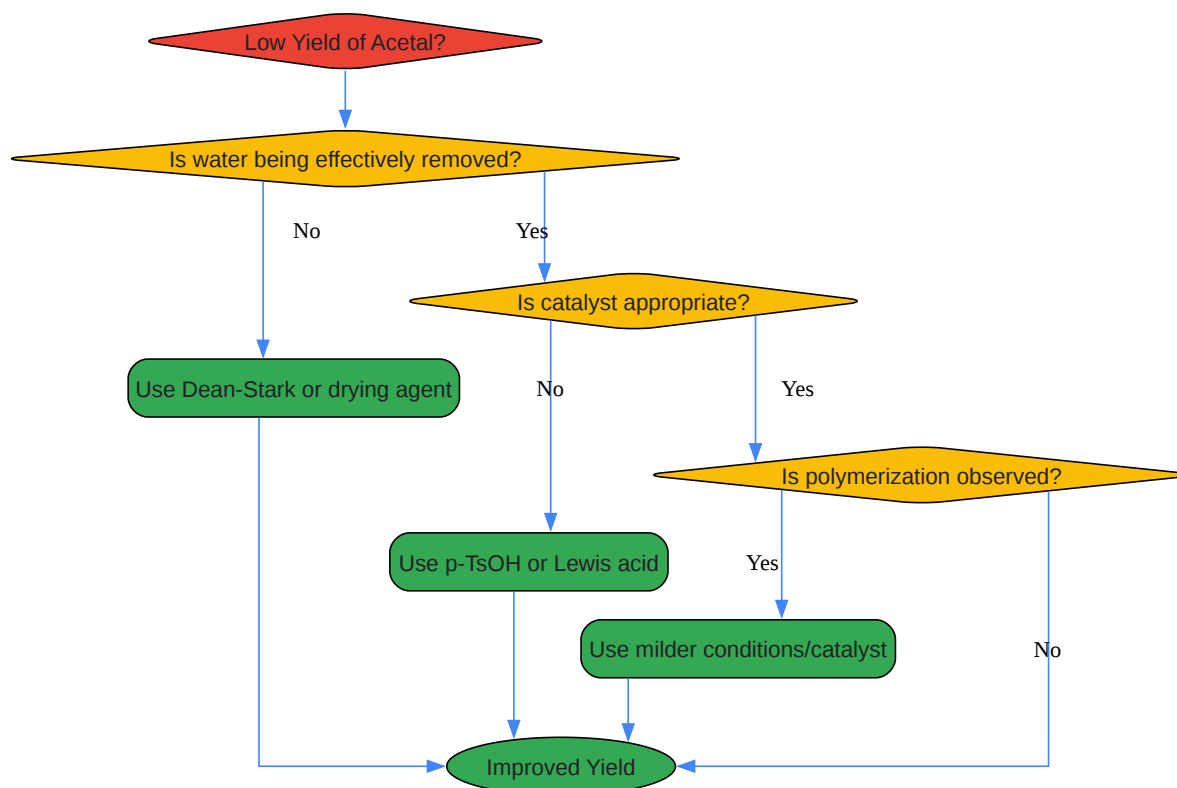 Low Yield of Acetal?
Is water being effectively removed?
No
Yes
Is catalyst appropriate?
Use Dean-Stark or drying agent
No
Yes
Is polymerization observed?
Use p-TsOH or Lewis acid
Yes
Use milder conditions/catalyst
No
Improved Yield